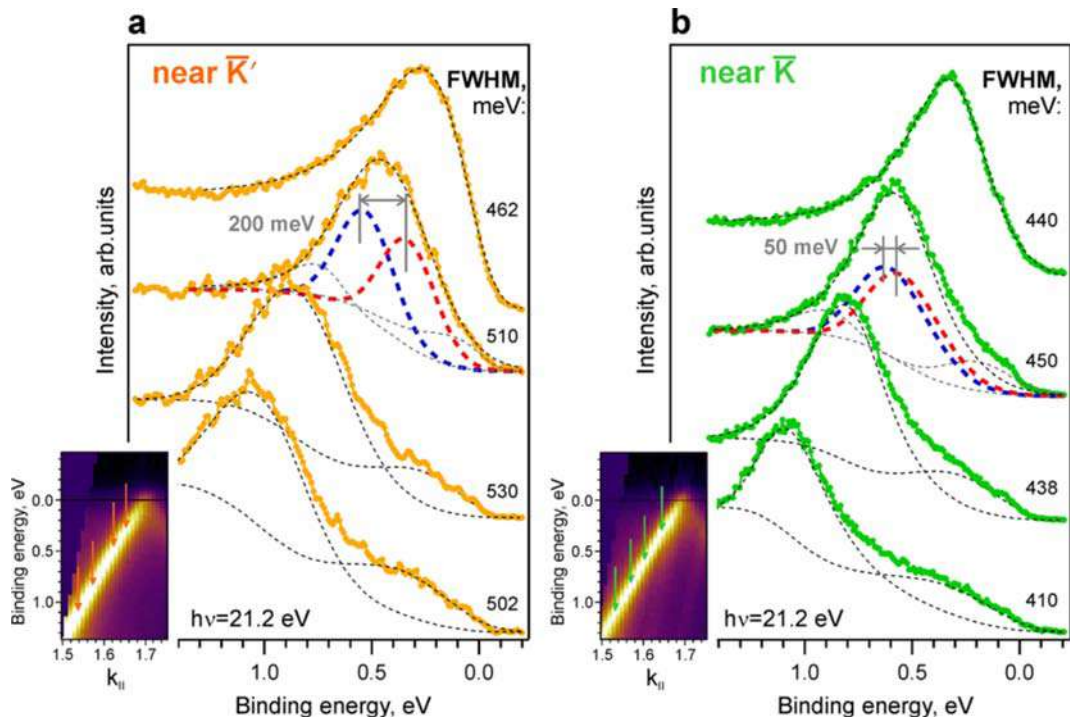 a
near K̅′
FWHM,
meV:
Intensity, arb.units
200 meV
462
510
530
502
hν=21.2 eV
1.0 0.5 0.0
Binding energy, eV
Binding energy, eV
0.0
0.5
1.0
1.5 1.6 1.7
k||
b
near K̅
FWHM,
meV:
Intensity, arb.units
50 meV
440
450
438
410
hν=21.2 eV
1.0 0.5 0.0
Binding energy, eV
Binding energy, eV
0.0
0.5
1.0
1.5 1.6 1.7
k||